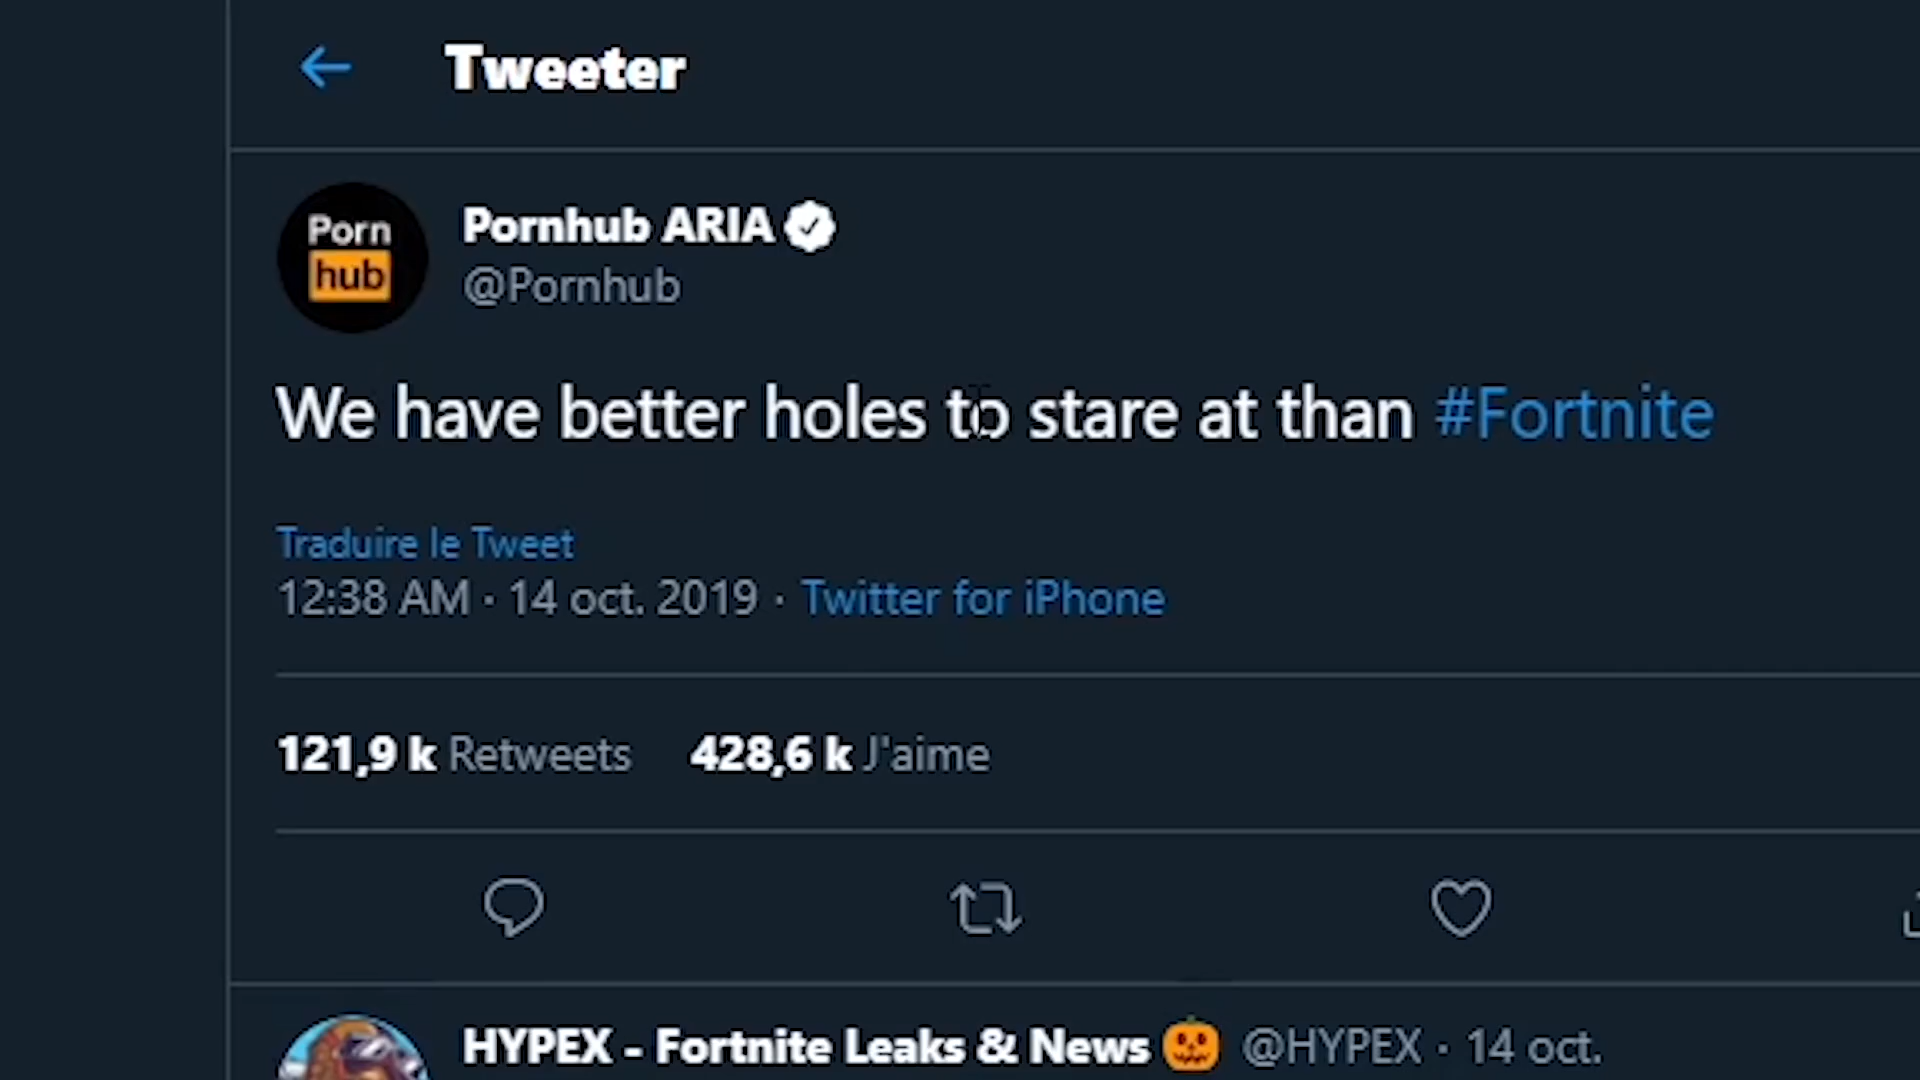 Tweeter
Porn
hub
Pornhub ARIA
@Pornhub
We have better holes to stare at than #Fortnite
Traduire le Tweet
12:38 AM · 14 oct. 2019 · Twitter for iPhone
121,9 k Retweets 428,6 k J'aime
HYPEX - Fortnite Leaks & News 🎃 @HYPEX · 14 oct.